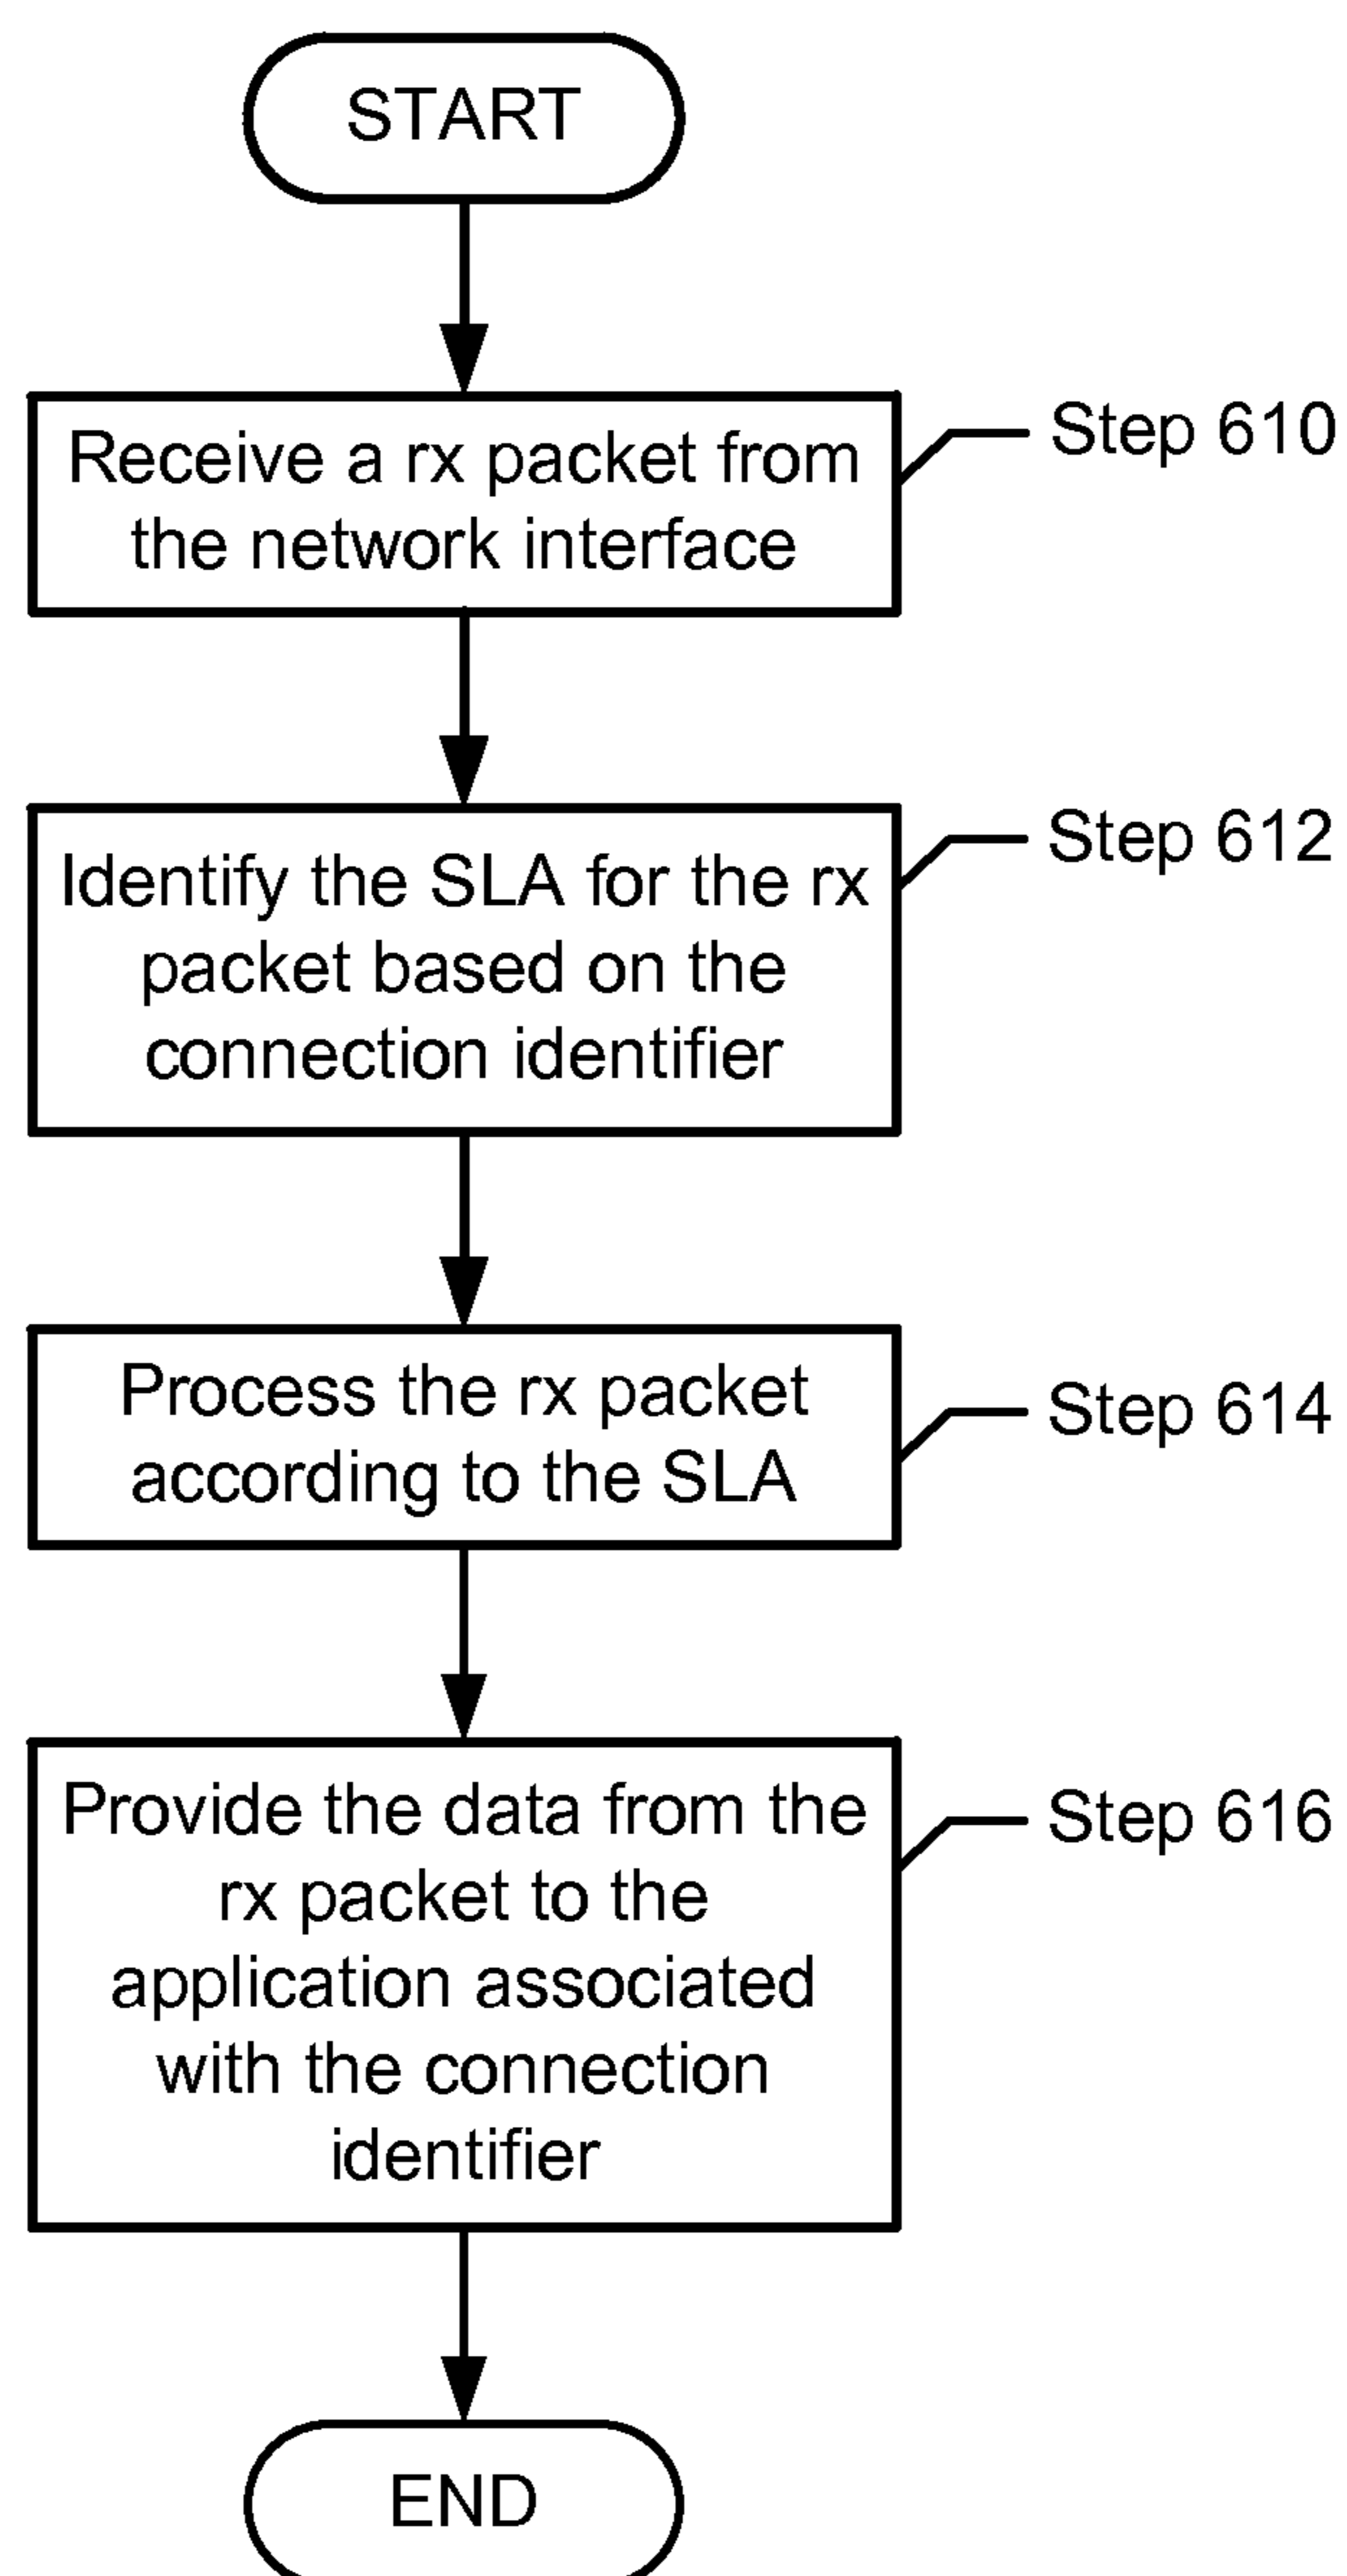 START
Receive a rx packet from
the network interface
Step 610
Identify the SLA for the rx
packet based on the
connection identifier
Step 612
Process the rx packet
according to the SLA
Step 614
Provide the data from the
rx packet to the
application associated
with the connection
identifier
Step 616
END